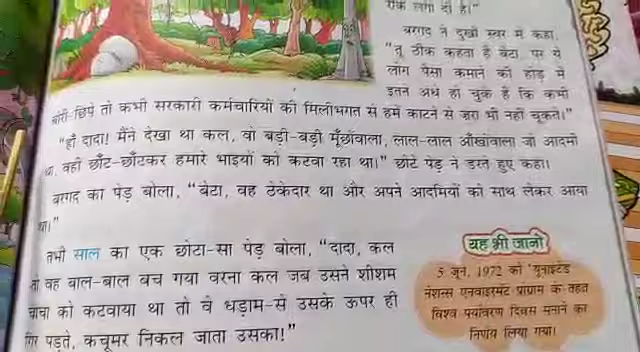 रोक लगा दी है।"
बरगद ने दुखी स्वर में कहा,
"तू ठीक कहता है बेटा पर ये
लोग पैसा कमाने की होड़ में
इतने अंधे हो चुके हैं कि कभी
चोरी-छिपे तो कभी सरकारी कर्मचारियों की मिलीभगत से हमें काटने से ज़रा भी नहीं चूकते।"
"हाँ दादा! मैंने देखा था कल, वो बड़ी-बड़ी मूँछोंवाला, लाल-लाल आँखोंवाला जो आदमी
था, वही छाँट-छाँटकर हमारे भाइयों को कटवा रहा था।" छोटे पेड़ ने डरते हुए कहा।
बरगद का पेड़ बोला, "बेटा, वह ठेकेदार था और अपने आदमियों को साथ लेकर आया
था।"
तभी साल का एक छोटा-सा पेड़ बोला, "दादा, कल
तो वह बाल-बाल बच गया वरना कल जब उसने शीशम
चाचा को कटवाया था तो वे धड़ाम-से उसके ऊपर ही
गिर पड़ते, कचूमर निकल जाता उसका!"
यह भी जानो
5 जून, 1972 को 'यूनाइटेड
नेशन्स एनवाइरमेंट प्रोग्राम के तहत
विश्व पर्यावरण दिवस मनाने का
निर्णय लिया गया।